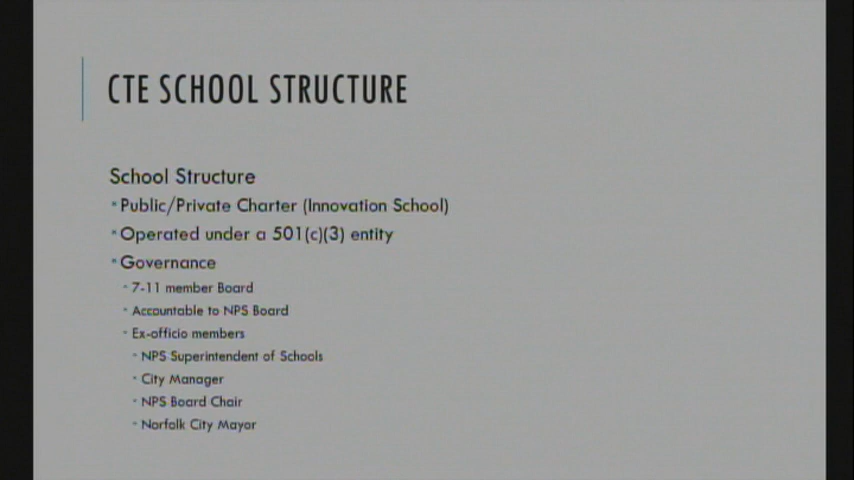 CTE SCHOOL STRUCTURE
School Structure
Public/Private Charter (Innovation School)
Operated under a 501(c)(3) entity
Governance
7-11 member Board
Accountable to NPS Board
Ex-officio members
NPS Superintendent of Schools
City Manager
NPS Board Chair
Norfolk City Mayor